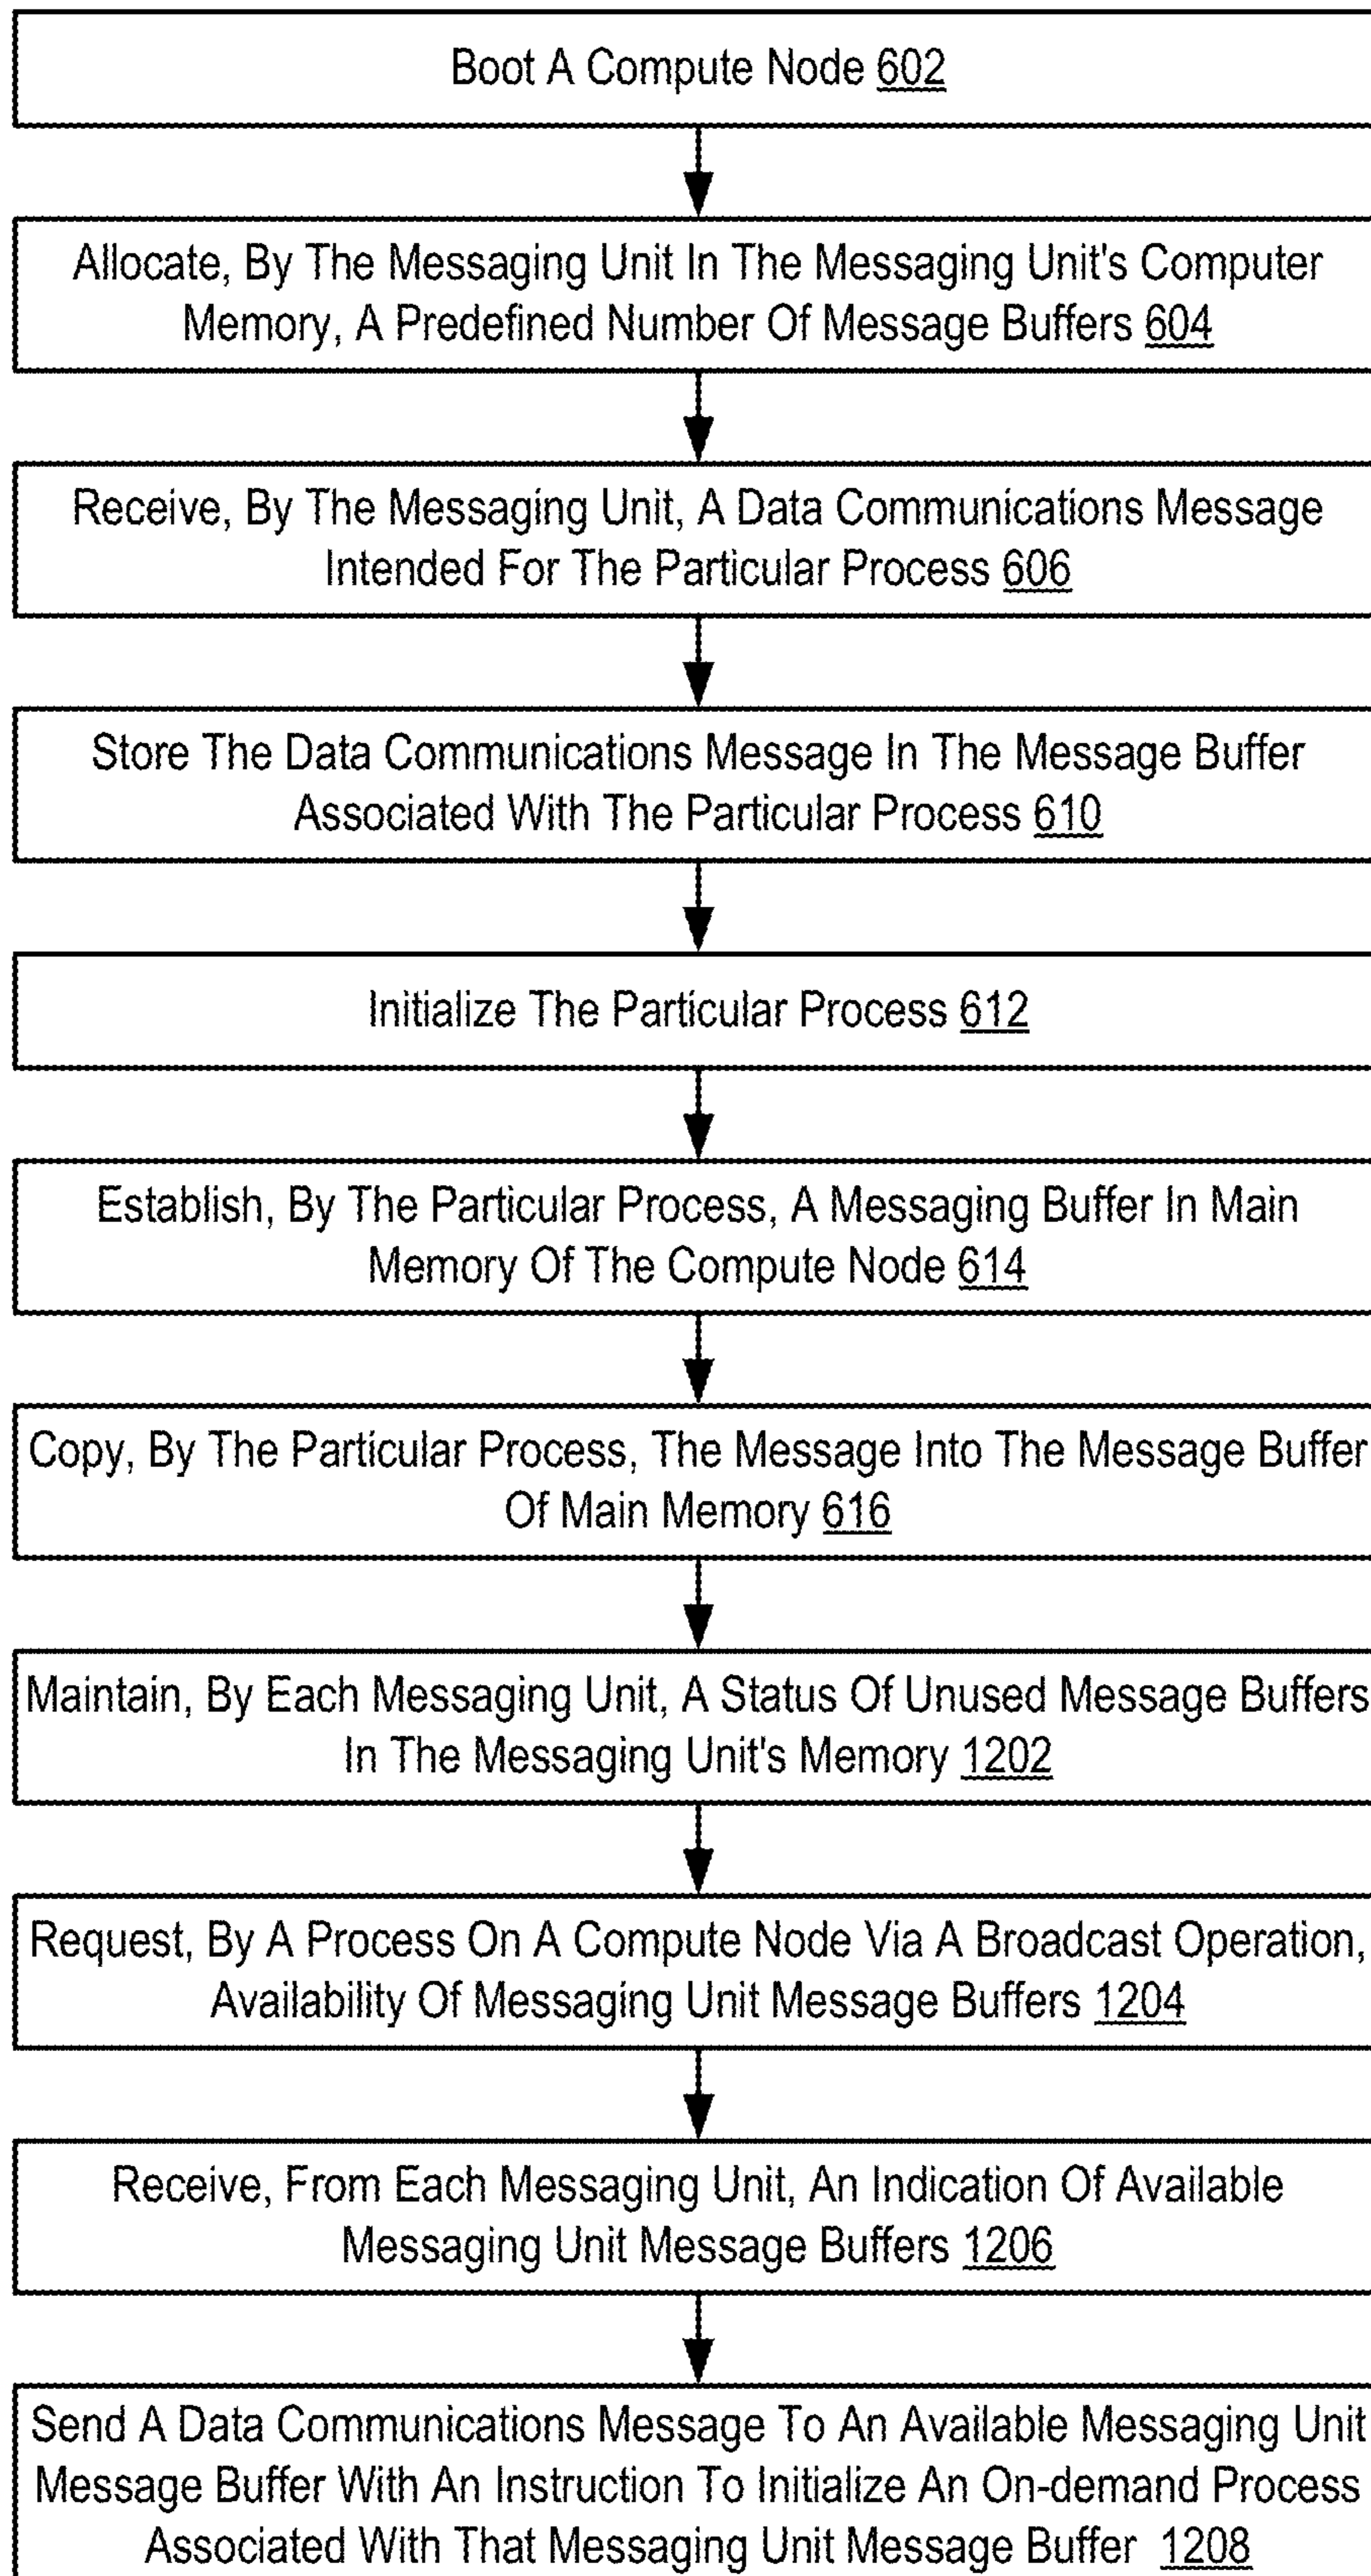 Boot A Compute Node 602
Allocate, By The Messaging Unit In The Messaging Unit's Computer
Memory, A Predefined Number Of Message Buffers 604
Receive, By The Messaging Unit, A Data Communications Message
Intended For The Particular Process 606
Store The Data Communications Message In The Message Buffer
Associated With The Particular Process 610
Initialize The Particular Process 612
Establish, By The Particular Process, A Messaging Buffer In Main
Memory Of The Compute Node 614
Copy, By The Particular Process, The Message Into The Message Buffer
Of Main Memory 616
Maintain, By Each Messaging Unit, A Status Of Unused Message Buffers
In The Messaging Unit's Memory 1202
Request, By A Process On A Compute Node Via A Broadcast Operation,
Availability Of Messaging Unit Message Buffers 1204
Receive, From Each Messaging Unit, An Indication Of Available
Messaging Unit Message Buffers 1206
Send A Data Communications Message To An Available Messaging Unit
Message Buffer With An Instruction To Initialize An On-demand Process
Associated With That Messaging Unit Message Buffer 1208